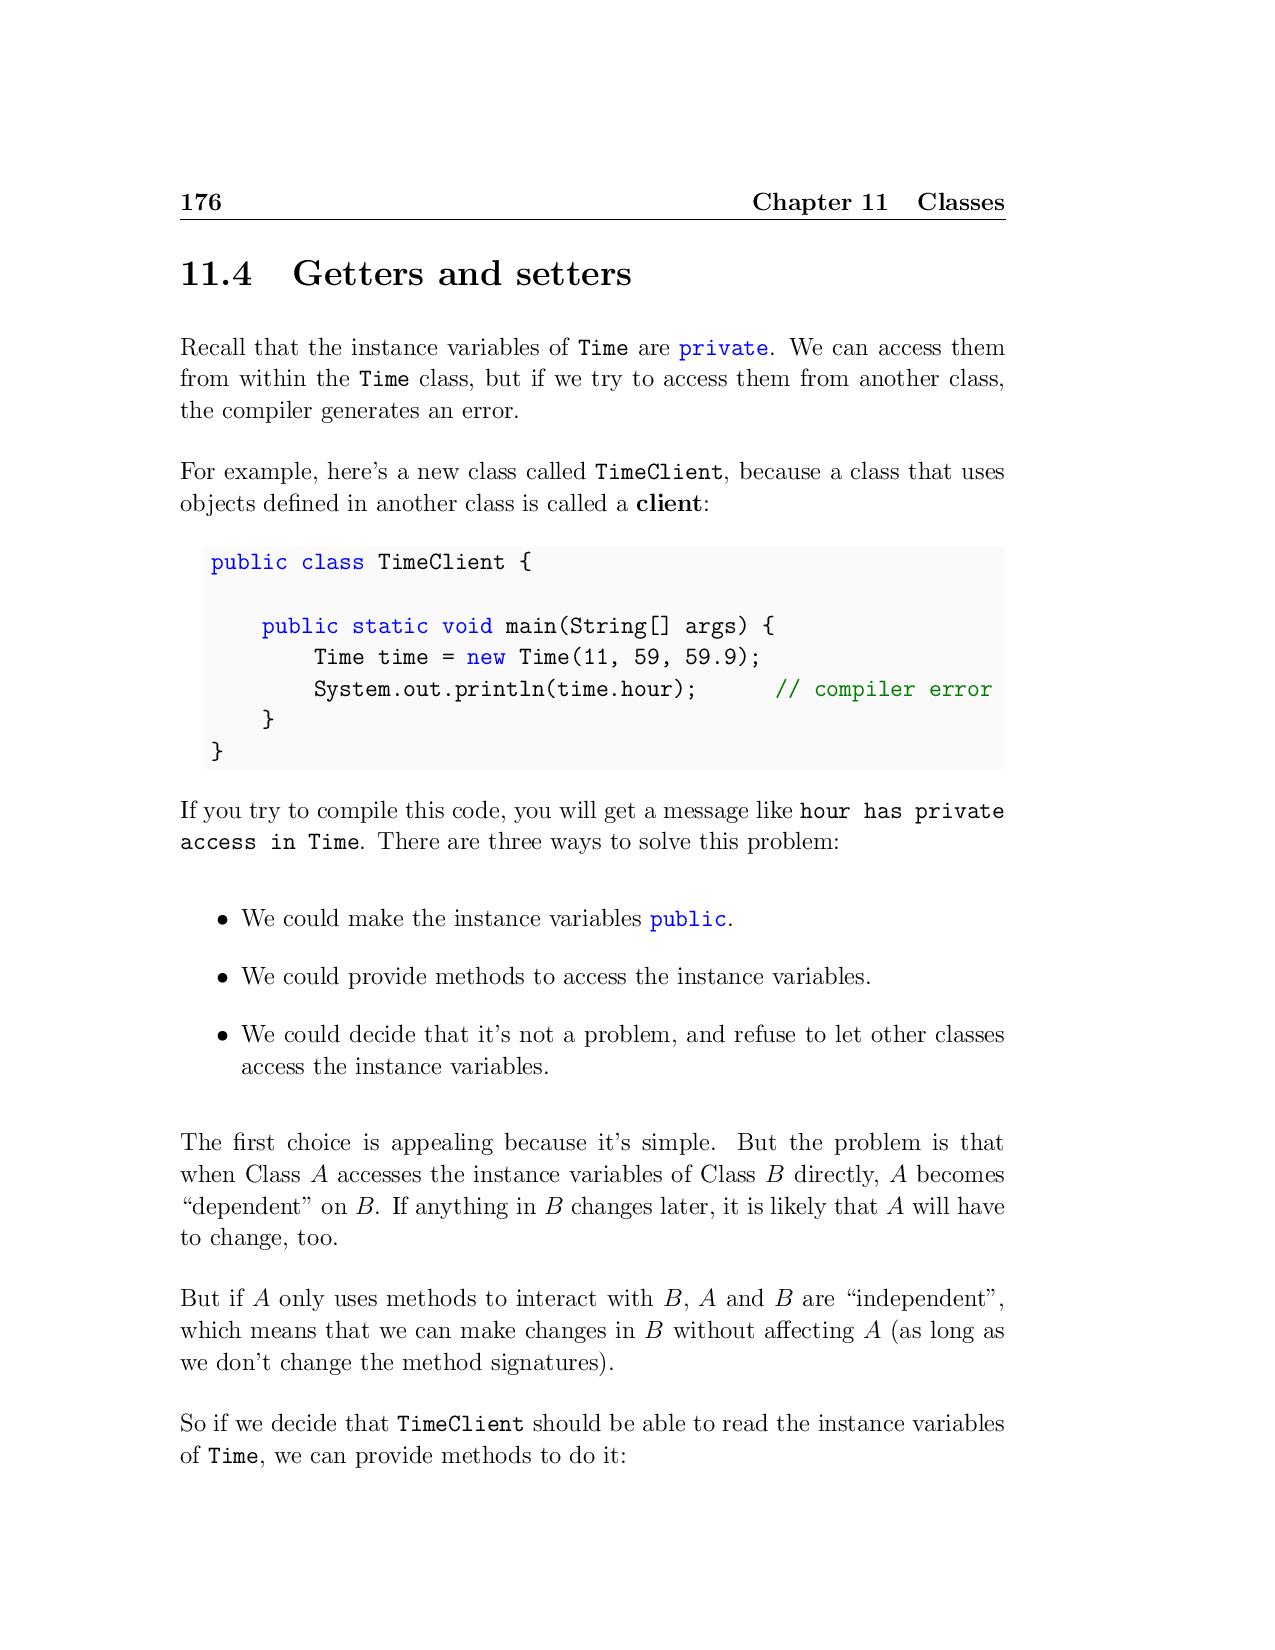 176 Chapter 11 Classes
11.4 Getters and setters
Recall that the instance variables of Time are private. We can access them
from within the Time class, but if we try to access them from another class,
the compiler generates an error.
For example, here's a new class called TimeClient, because a class that uses
objects defined in another class is called a client:
public class TimeClient {
    public static void main(String[] args) {
        Time time = new Time(11, 59, 59.9);
        System.out.println(time.hour);      // compiler error
    }
}
If you try to compile this code, you will get a message like hour has private
access in Time. There are three ways to solve this problem:
• We could make the instance variables public.
• We could provide methods to access the instance variables.
• We could decide that it's not a problem, and refuse to let other classes
access the instance variables.
The first choice is appealing because it's simple. But the problem is that
when Class A accesses the instance variables of Class B directly, A becomes
“dependent” on B. If anything in B changes later, it is likely that A will have
to change, too.
But if A only uses methods to interact with B, A and B are “independent”,
which means that we can make changes in B without affecting A (as long as
we don't change the method signatures).
So if we decide that TimeClient should be able to read the instance variables
of Time, we can provide methods to do it: